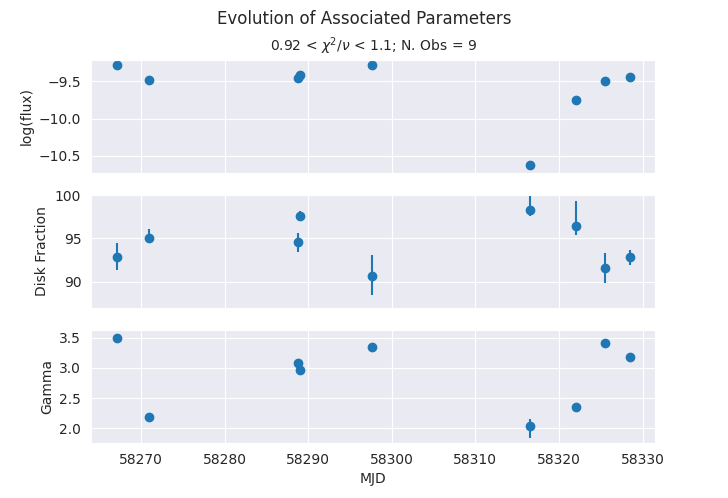 Evolution of Associated Parameters
0.92 < χ²/ν < 1.1; N. Obs = 9
log(flux)
−9.5
−10.0
−10.5
Disk Fraction
100
95
90
Gamma
3.5
3.0
2.5
2.0
58270 58280 58290 58300 58310 58320 58330
MJD